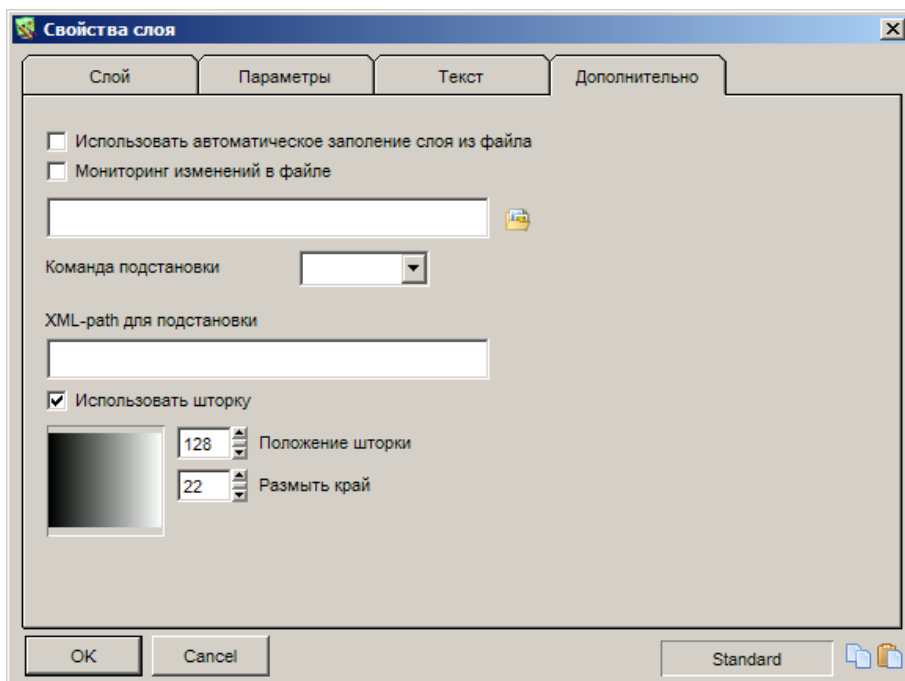 Свойства слоя
Слой Параметры Текст Дополнительно
Использовать автоматическое заполение слоя из файла
Мониторинг изменений в файле
Команда подстановки
XML-path для подстановки
Использовать шторку
128 Положение шторки
22 Размыть край
OK Cancel Standard